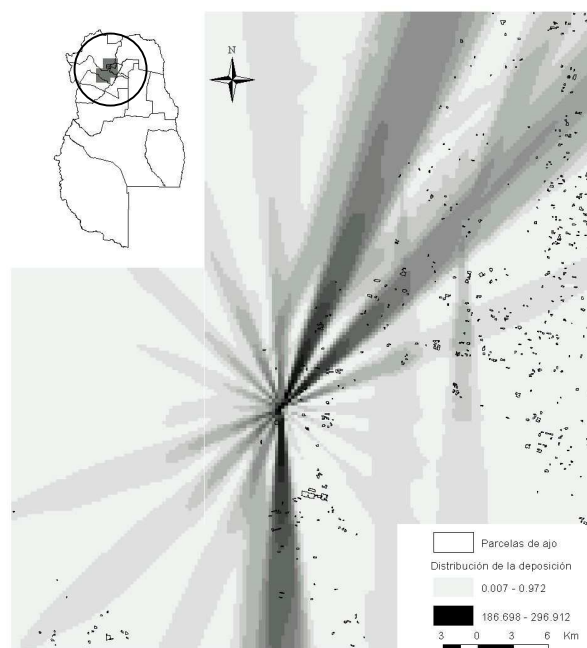 N
Parcelas de ajo
Distribución de la deposición
0.007 - 0.972
186.698 - 296.912
3 0 3 6 Km